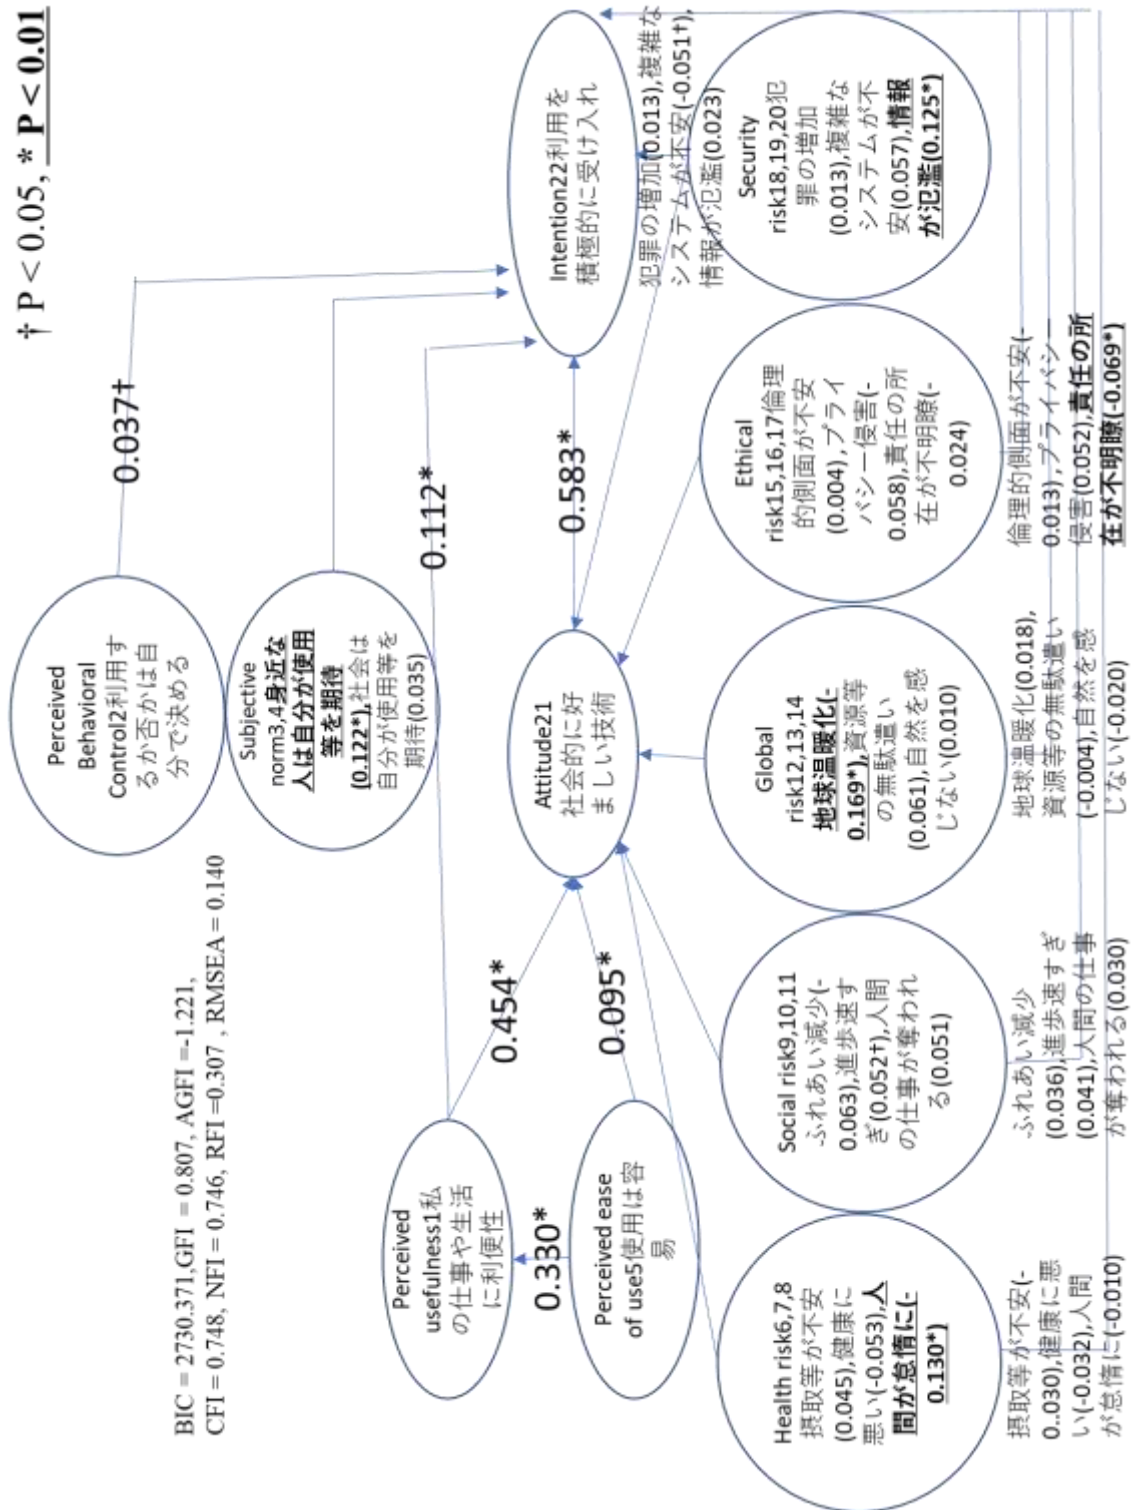 † P < 0.05, * P < 0.01
BIC = 2730.371,GFI = 0.807, AGFI =-1.221,
CFI = 0.748, NFI = 0.746, RFI =0.307 , RMSEA = 0.140
Perceived
Behavioral
Control2利用す
るか否かは自
分で決める
0.037†
Subjective
norm3,4身近な
人は自分が使用
等を期待
(0.122*),社会は
自分が使用等を
期待(0.035)
0.112*
Perceived
usefulness1私
の仕事や生活
に利便性
0.454*
0.330*
Perceived ease
of use5使用は容
易
0.095*
Attitude21
社会的に好
ましい技術
0.583*
Intention22利用を
積極的に受け入れ
犯罪の増加(0.013),複雑な
システムが不安(-0.051†),
情報が氾濫(0.023)
Health risk6,7,8
摂取等が不安
(0.045),健康に
悪い(-0.053),人
間が怠惰に(-
0.130*)
Social risk9,10,11
ふれあい減少(-
0.063),進歩速す
ぎ(0.052†),人間
の仕事が奪われ
る(0.051)
Global
risk12,13,14
地球温暖化(-
0.169*),資源等
の無駄遣い
(0.061),自然を感
じない(0.010)
Ethical
risk15,16,17倫理
的側面が不安
(0.004),プライ
バシー侵害(-
0.058),責任の所
在が不明瞭(-
0.024)
Security
risk18,19,20犯
罪の増加
(0.013),複雑な
システムが不
安(0.057),情報
が氾濫(0.125*)
摂取等が不安(-
0..030),健康に悪
い(-0.032),人間
が怠惰に(-0.010)
ふれあい減少
(0.036),進歩速すぎ
(0.041),人間の仕事
が奪われる(0.030)
地球温暖化(0.018),
資源等の無駄遣い
(-0.004),自然を感
じない(-0.020)
倫理的側面が不安(-
0.013),プライバシー
侵害(0.052),責任の所
在が不明瞭(-0.069*)